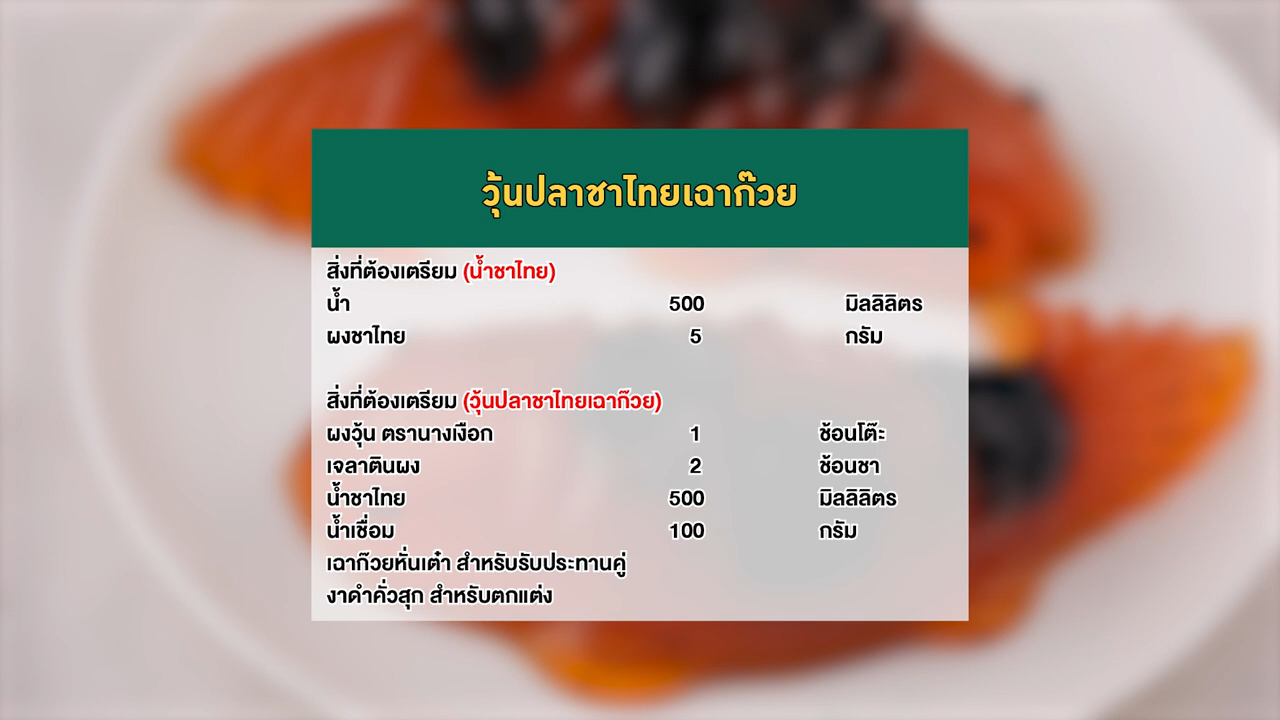 วุ้นปลาชาไทยเฉาก๊วย
สิ่งที่ต้องเตรียม (น้ำชาไทย)
น้ำ 500 มิลลิลิตร
ผงชาไทย 5 กรัม
สิ่งที่ต้องเตรียม (วุ้นปลาชาไทยเฉาก๊วย)
ผงวุ้น ตรานางเงือก 1 ช้อนโต๊ะ
เจลาตินผง 2 ช้อนชา
น้ำชาไทย 500 มิลลิลิตร
น้ำเชื่อม 100 กรัม
เฉาก๊วยหั่นเต๋า สำหรับรับประทานคู่
งาดำคั่วสุก สำหรับตกแต่ง